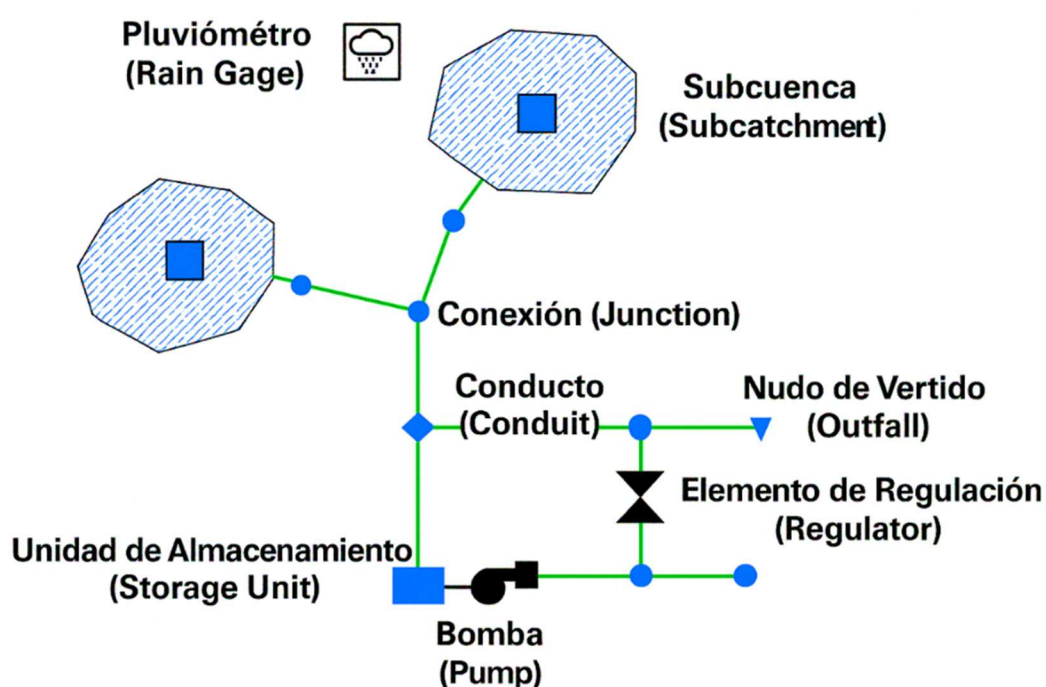 Pluviómétro
(Rain Gage)
Subcuenca
(Subcatchment)
Conexión (Junction)
Conducto
(Conduit)
Nudo de Vertido
(Outfall)
Elemento de Regulación
(Regulator)
Unidad de Almacenamiento
(Storage Unit)
Bomba
(Pump)